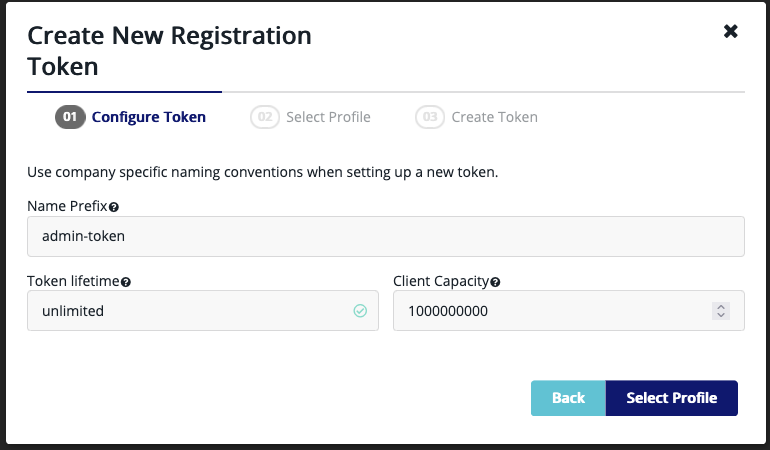 Create New Registration
Token
01 Configure Token 02 Select Profile 03 Create Token
Use company specific naming conventions when setting up a new token.
Name Prefix
admin-token
Token lifetime Client Capacity
unlimited 1000000000
Back Select Profile